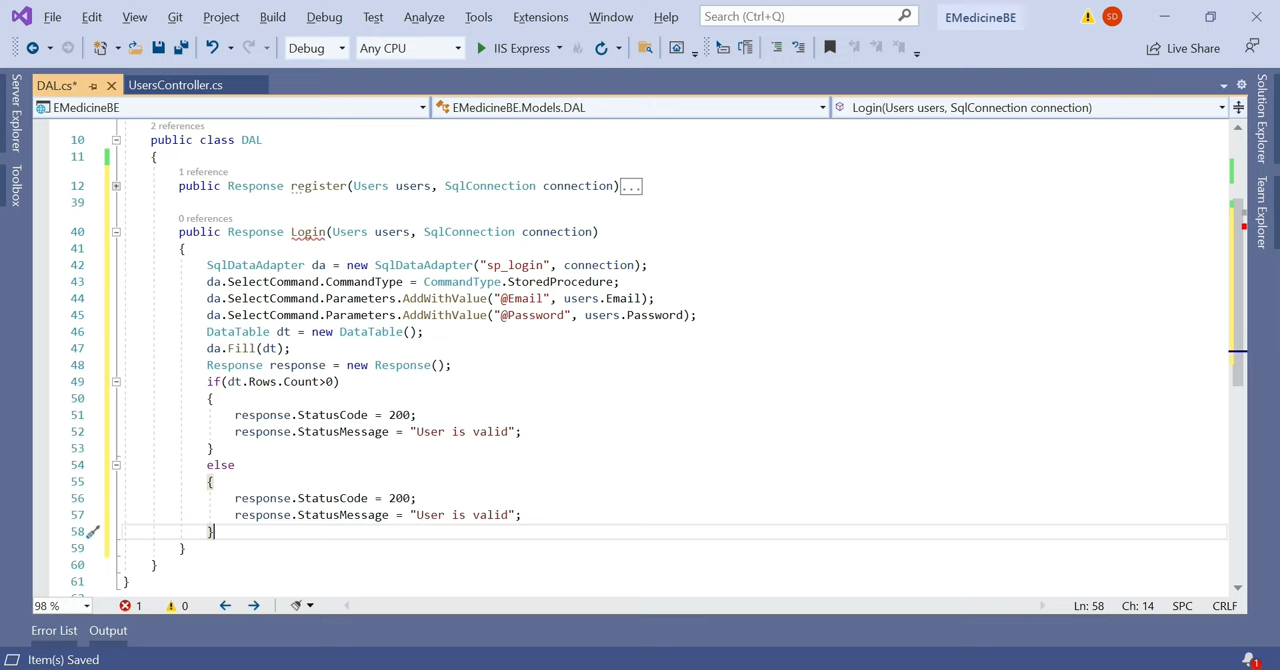 File Edit View Git Project Build Debug Test Analyze Tools Extensions Window Help Search (Ctrl+Q) EMedicineBE SD
Debug Any CPU IIS Express Live Share
DAL.cs* UsersController.cs
EMedicineBE EMedicineBE.Models.DAL Login(Users users, SqlConnection connection)
Server Explorer
Toolbox
Solution Explorer
Team Explorer
2 references
10 public class DAL
11 {
1 reference
12 public Response register(Users users, SqlConnection connection)...
39
0 references
40 public Response Login(Users users, SqlConnection connection)
41 {
42 SqlDataAdapter da = new SqlDataAdapter("sp_login", connection);
43 da.SelectCommand.CommandType = CommandType.StoredProcedure;
44 da.SelectCommand.Parameters.AddWithValue("@Email", users.Email);
45 da.SelectCommand.Parameters.AddWithValue("@Password", users.Password);
46 DataTable dt = new DataTable();
47 da.Fill(dt);
48 Response response = new Response();
49 if(dt.Rows.Count>0)
50 {
51 response.StatusCode = 200;
52 response.StatusMessage = "User is valid";
53 }
54 else
55 {
56 response.StatusCode = 200;
57 response.StatusMessage = "User is valid";
58 }
59 }
60 }
61 }
98 % 1 0 Ln: 58 Ch: 14 SPC CRLF
Error List Output
Item(s) Saved 1